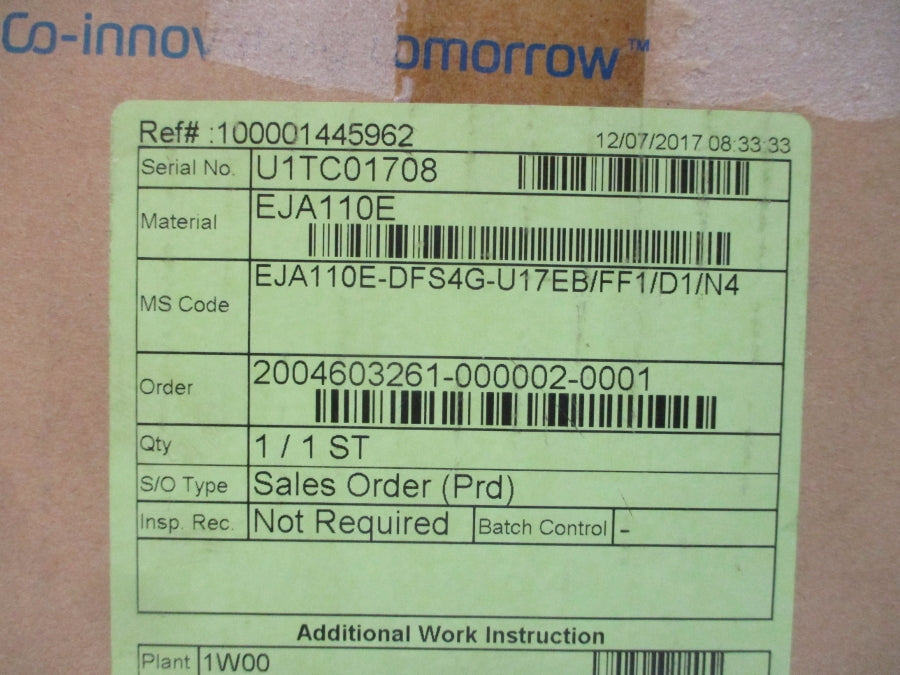 Co-innov omorrow™
Ref# :100001445962 12/07/2017 08:33:33
Serial No. U1TC01708
Material EJA110E
MS Code EJA110E-DFS4G-U17EB/FF1/D1/N4
Order 2004603261-000002-0001
Qty 1 / 1 ST
S/O Type Sales Order (Prd)
Insp. Rec. Not Required Batch Control -
Additional Work Instruction
Plant 1W00